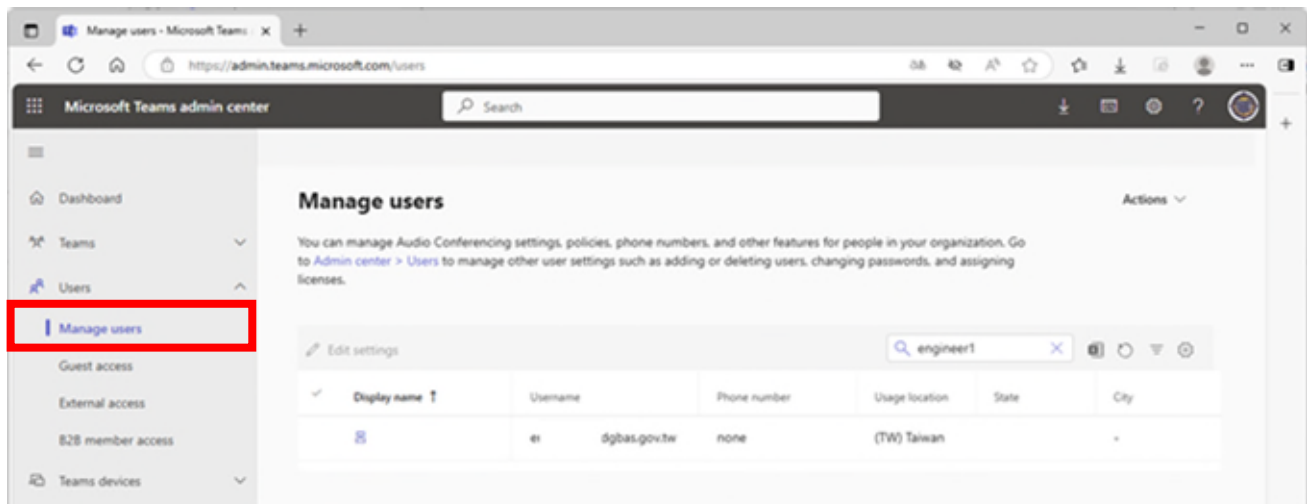 Manage users - Microsoft Teams
https://admin.teams.microsoft.com/users
Microsoft Teams admin center
Search
Dashboard
Teams
Users
Manage users
Guest access
External access
B2B member access
Teams devices
Manage users
Actions
You can manage Audio Conferencing settings, policies, phone numbers, and other features for people in your organization. Go
to Admin center > Users to manage other user settings such as adding or deleting users, changing passwords, and assigning
licenses.
Edit settings
engineer1
Display name ↑ Username Phone number Usage location State City
dgbas.gov.tw none (TW) Taiwan -